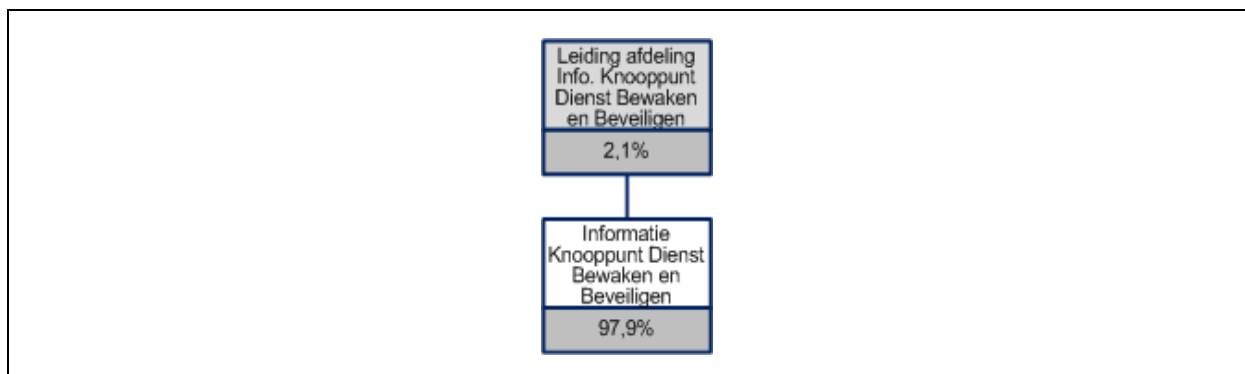 Leiding afdeling
Info. Knooppunt
Dienst Bewaken
en Beveiligen
2,1%
Informatie
Knooppunt Dienst
Bewaken en
Beveiligen
97,9%